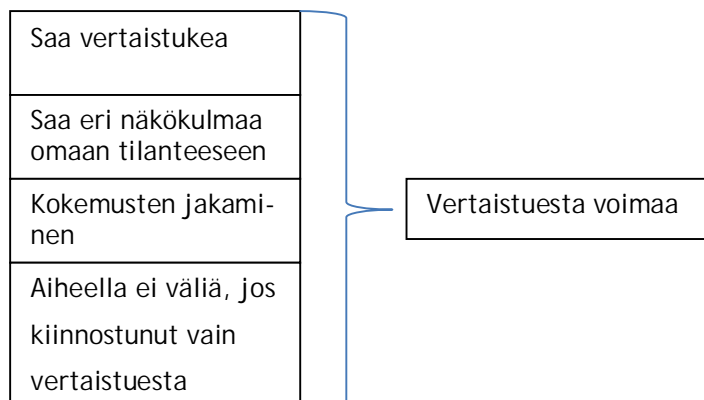 Saa vertaistukea
Saa eri näkökulmaa
omaan tilanteeseen
Kokemusten jakami-
nen
Aiheella ei väliä, jos
kiinnostunut vain
vertaistuesta
Vertaistuesta voimaa